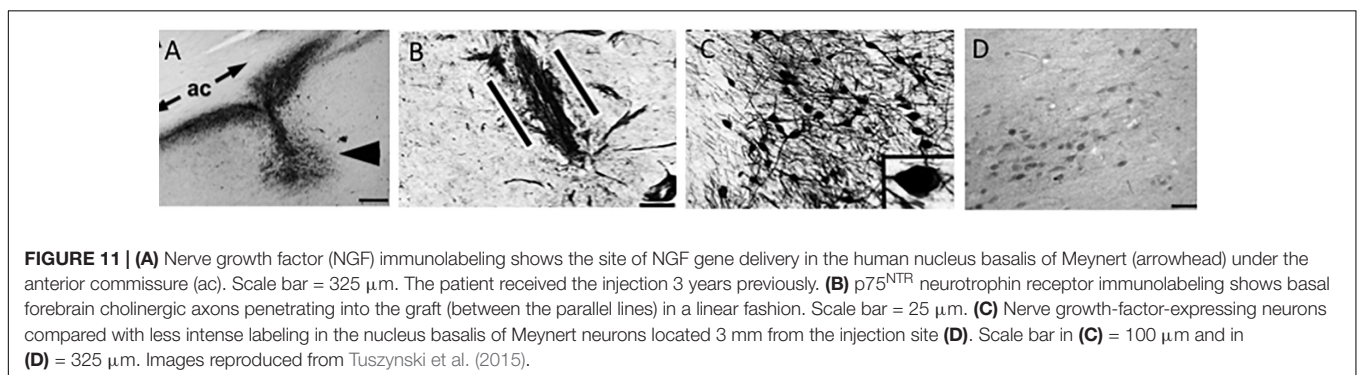 A
ac
B
C
D
FIGURE 11 | (A) Nerve growth factor (NGF) immunolabeling shows the site of NGF gene delivery in the human nucleus basalis of Meynert (arrowhead) under the
anterior commissure (ac). Scale bar = 325 μm. The patient received the injection 3 years previously. (B) p75NTR neurotrophin receptor immunolabeling shows basal
forebrain cholinergic axons penetrating into the graft (between the parallel lines) in a linear fashion. Scale bar = 25 μm. (C) Nerve growth-factor-expressing neurons
compared with less intense labeling in the nucleus basalis of Meynert neurons located 3 mm from the injection site (D). Scale bar in (C) = 100 μm and in
(D) = 325 μm. Images reproduced from Tuszynski et al. (2015).